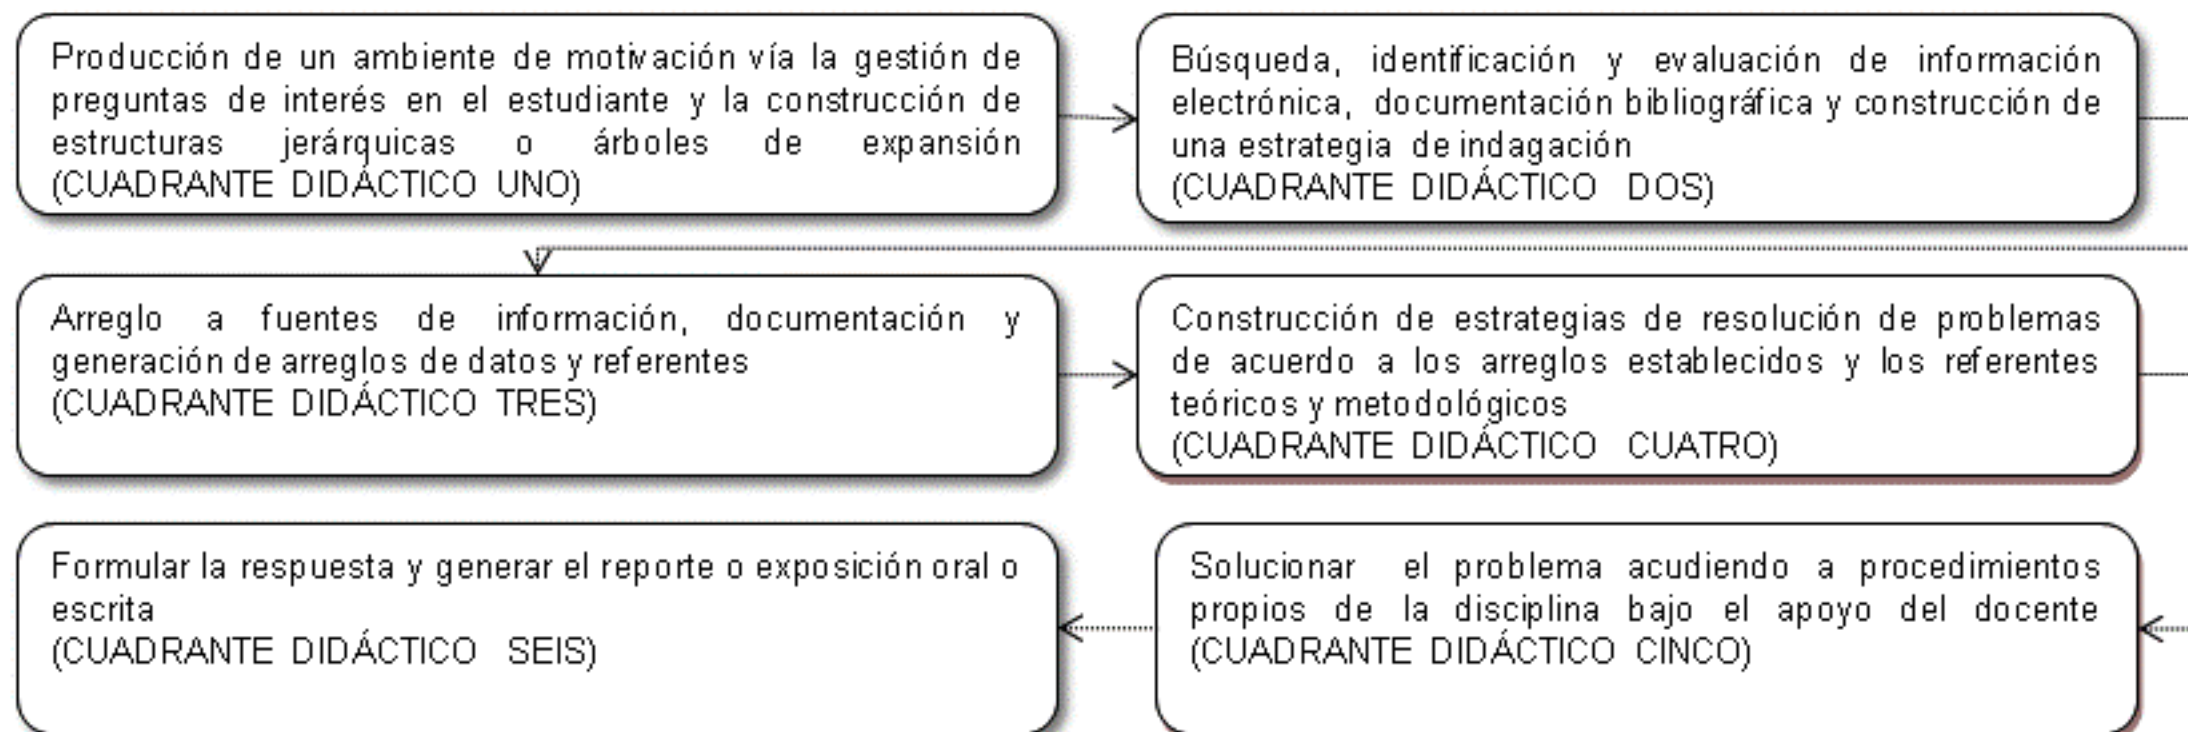 Producción de un ambiente de motivación vía la gestión de
preguntas de interés en el estudiante y la construcción de
estructuras jerárquicas o árboles de expansión
(CUADRANTE DIDÁCTICO UNO)
Búsqueda, identificación y evaluación de información
electrónica, documentación bibliográfica y construcción de
una estrategia de indagación
(CUADRANTE DIDÁCTICO DOS)
Arreglo a fuentes de información, documentación y
generación de arreglos de datos y referentes
(CUADRANTE DIDÁCTICO TRES)
Construcción de estrategias de resolución de problemas
de acuerdo a los arreglos establecidos y los referentes
teóricos y metodológicos
(CUADRANTE DIDÁCTICO CUATRO)
Formular la respuesta y generar el reporte o exposición oral o
escrita
(CUADRANTE DIDÁCTICO SEIS)
Solucionar el problema acudiendo a procedimientos
propios de la disciplina bajo el apoyo del docente
(CUADRANTE DIDÁCTICO CINCO)